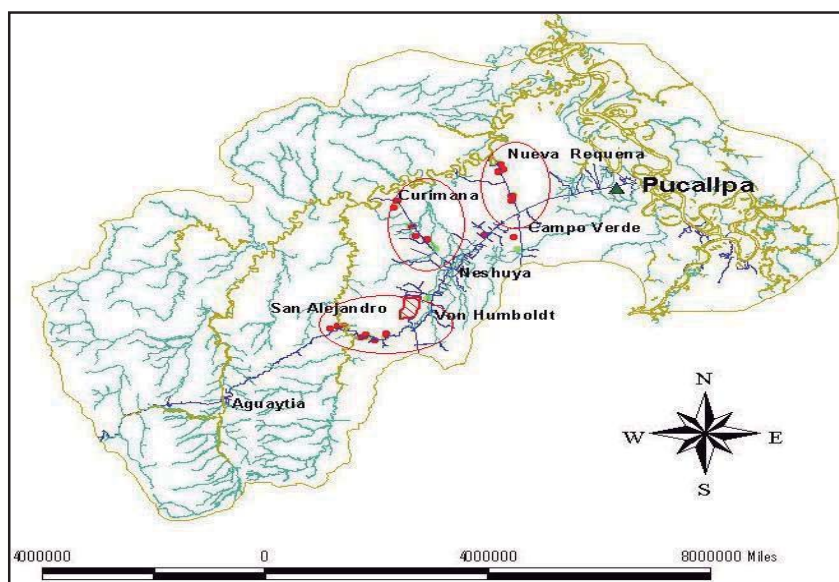 Nueva Requena
Pucallpa
Curimana
Campo Verde
Neshuya
San Alejandro
Von Humboldt
Aguaytia
N
W E
S
4000000 0 4000000 8000000 Miles